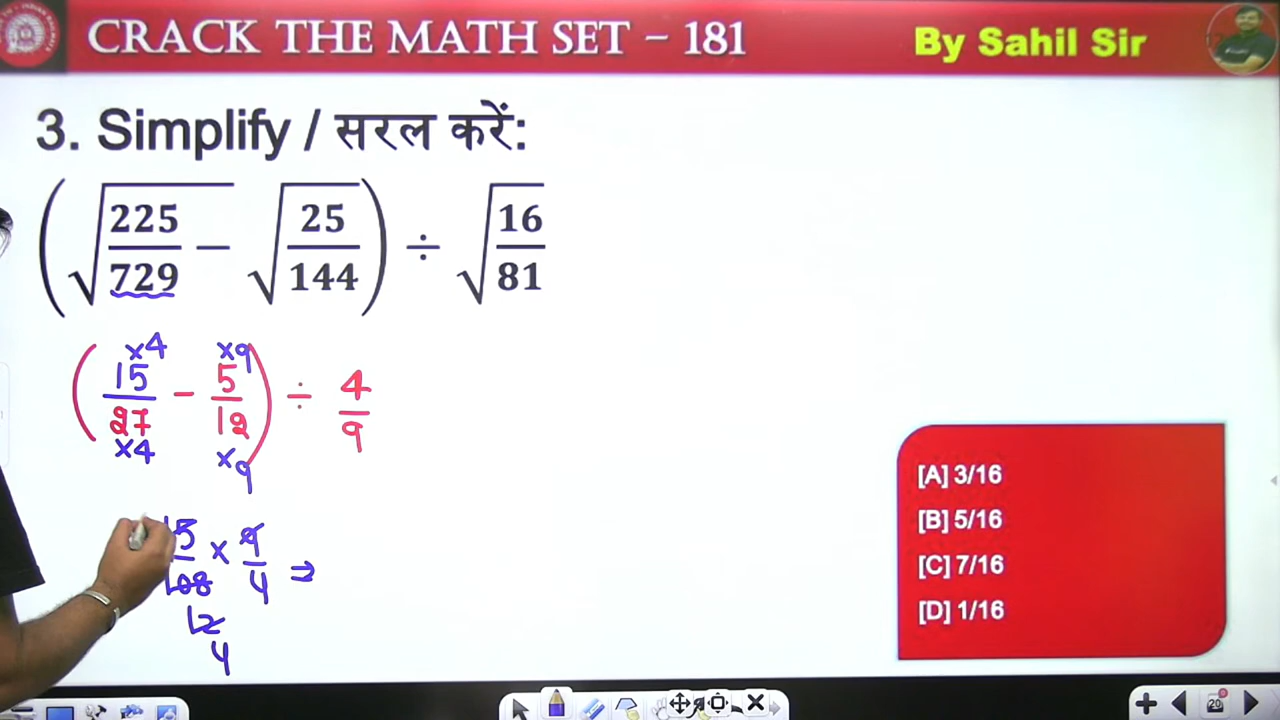 CRACK THE MATH SET – 181
By Sahil Sir
3. Simplify / सरल करें:
(√225/729 − √25/144) ÷ √16/81
×4 ×9
(15/27 − 5/12) ÷ 4/9
×4 ×9
15/108 × 9/4 ⇒
12
4
[A] 3/16
[B] 5/16
[C] 7/16
[D] 1/16
20